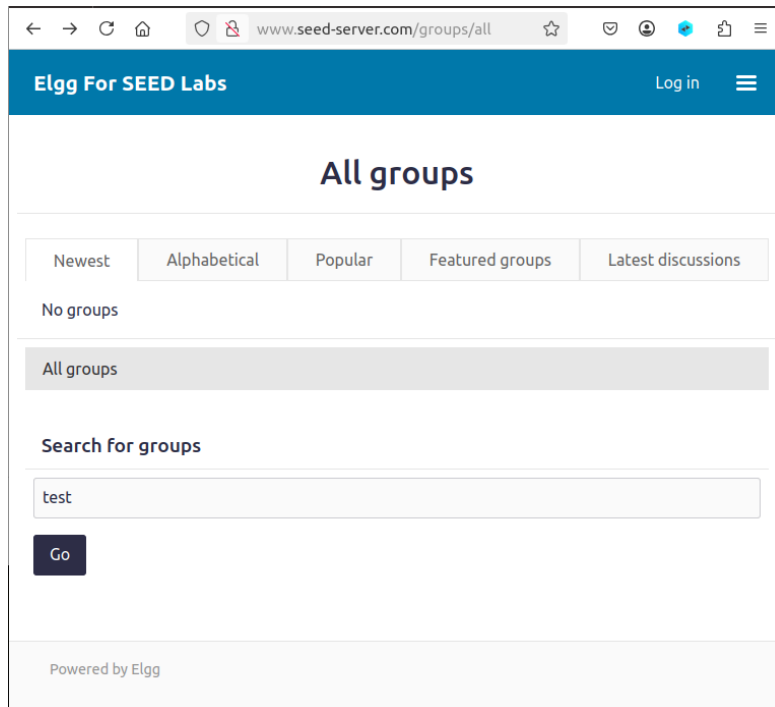 www.seed-server.com/groups/all
Elgg For SEED Labs Log in
All groups
Newest Alphabetical Popular Featured groups Latest discussions
No groups
All groups
Search for groups
test
Go
Powered by Elgg